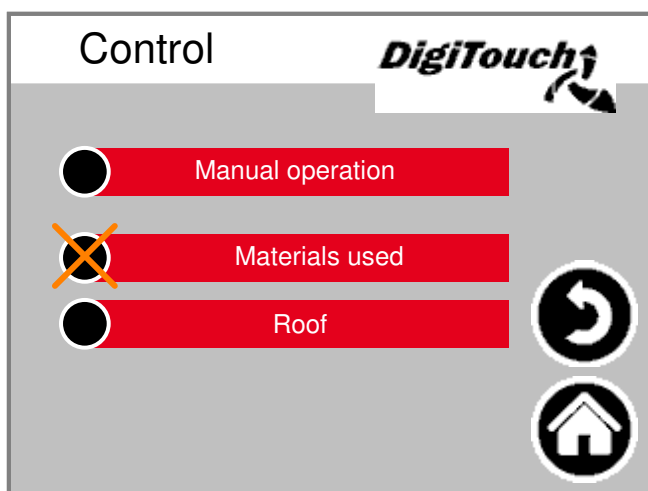 Control
DigiTouch
Manual operation
Materials used
Roof